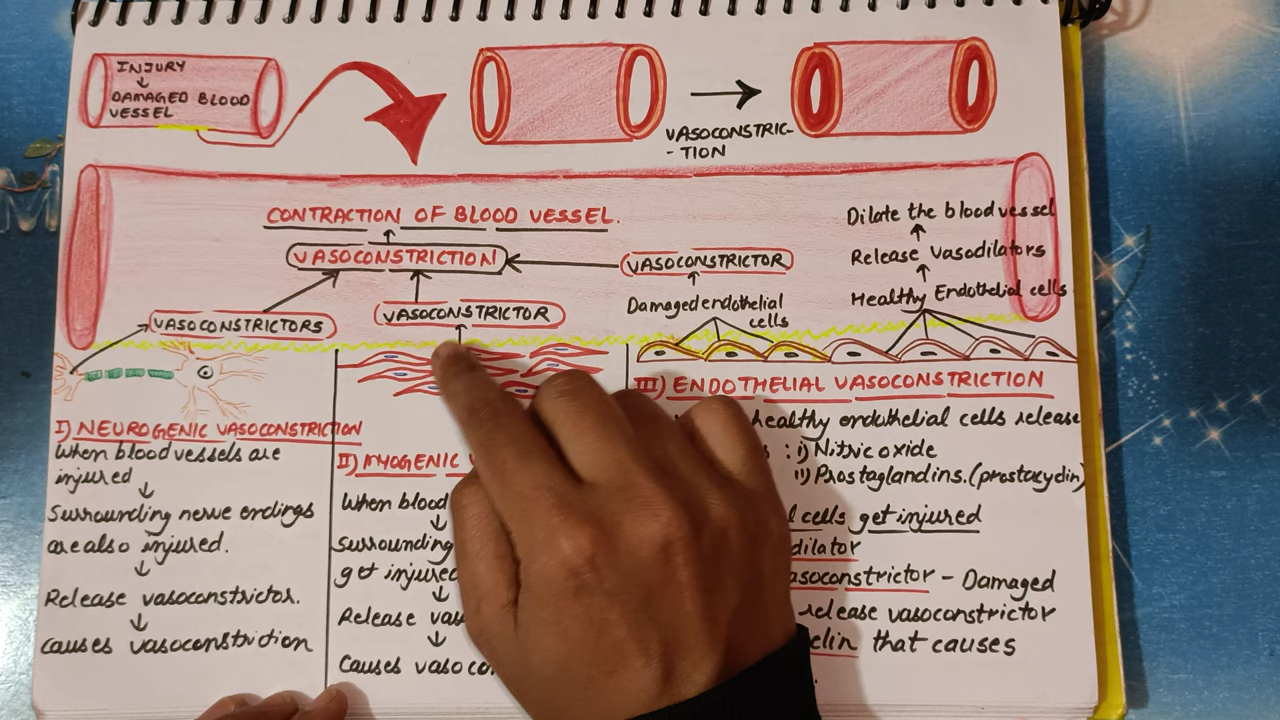 INJURY
↓
DAMAGED BLOOD
VESSEL
VASOCONSTRIC-
-TION
CONTRACTION OF BLOOD VESSEL.
VASOCONSTRICTION
VASOCONSTRICTORS
VASOCONSTRICTOR
VASOCONSTRICTOR
Damaged endothelial
cells
Dilate the blood vessel
Release Vasodilators
Healthy Endothelial cells
I) NEUROGENIC VASOCONSTRICTION
When blood vessels are
injured
↓
Surrounding nerve endings
are also injured.
↓
Release vasoconstrictor.
↓
Causes vasoconstriction
II) MYOGENIC
When blood
↓
Surrounding
get injured
↓
Release
↓
Causes
III) ENDOTHELIAL VASOCONSTRICTION
healthy endothelial cells release
: i) Nitric oxide
ii) Prostaglandins. (prostacyclin)
cells get injured
dilator
asoconstrictor - Damaged
release vasoconstrictor
elin that causes